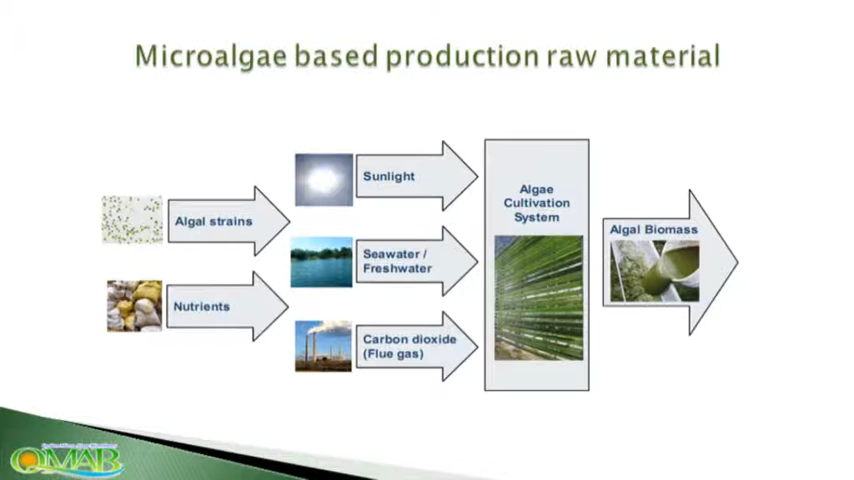 Microalgae based production raw material
Algal strains
Nutrients
Sunlight
Seawater /
Freshwater
Carbon dioxide
(Flue gas)
Algae
Cultivation
System
Algal Biomass
QMAB